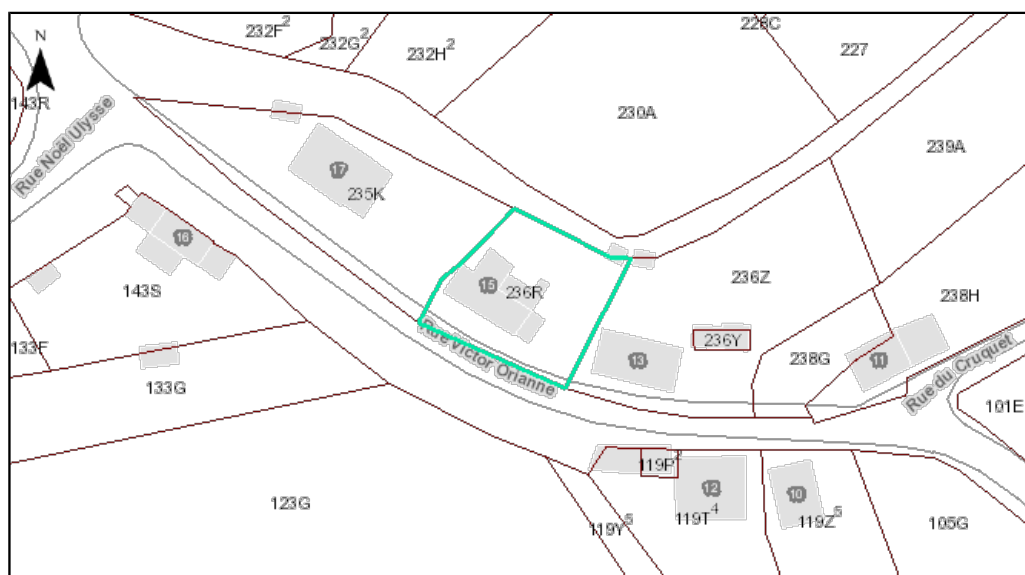 232F²
232G²
232H²
228C
227
N
143R
Rue Noël Ulysse
230A
239A
17
235K
16
143S
15
236R
236Z
238H
133F
Rue Victor Orianne
13
236Y
238G
11
Rue du Cruquet
133G
101E
119P²
123G
12
10
119Y⁵
119T⁴
119Z⁵
105G